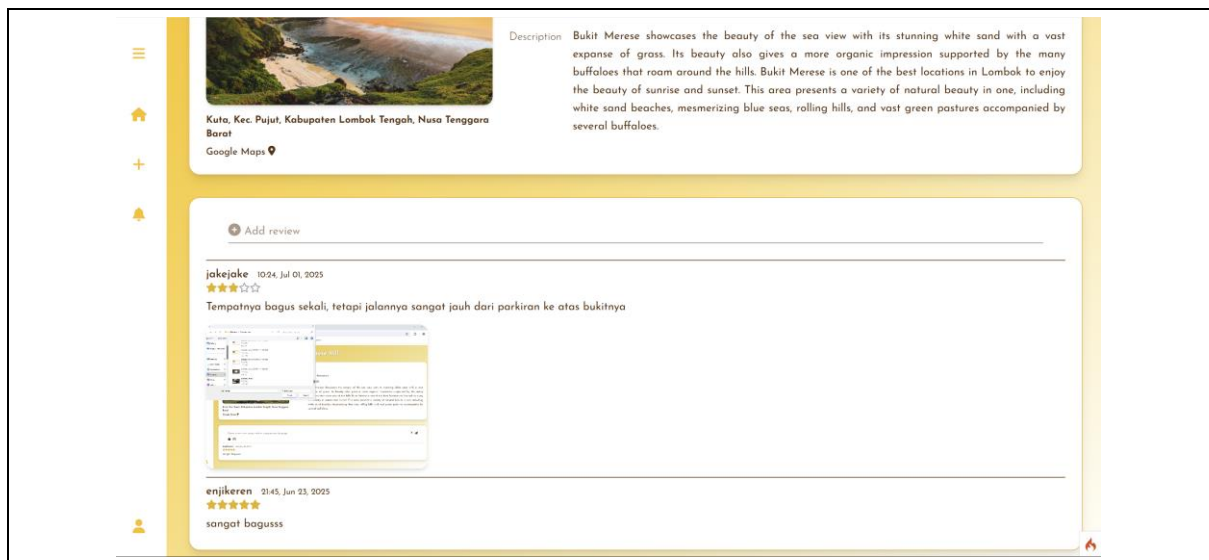 Description
Bukit Merese showcases the beauty of the sea view with its stunning white sand with a vast
expanse of grass. Its beauty also gives a more organic impression supported by the many
buffaloes that roam around the hills. Bukit Merese is one of the best locations in Lombok to enjoy
the beauty of sunrise and sunset. This area presents a variety of natural beauty in one, including
white sand beaches, mesmerizing blue seas, rolling hills, and vast green pastures accompanied by
several buffaloes.
Kuta, Kec. Pujut, Kabupaten Lombok Tengah, Nusa Tenggara
Barat
Google Maps
Add review
jakejake 10:24, Jul 01, 2025
Tempatnya bagus sekali, tetapi jalannya sangat jauh dari parkiran ke atas bukitnya
enjikeren 21:45, Jun 23, 2025
sangat bagusss